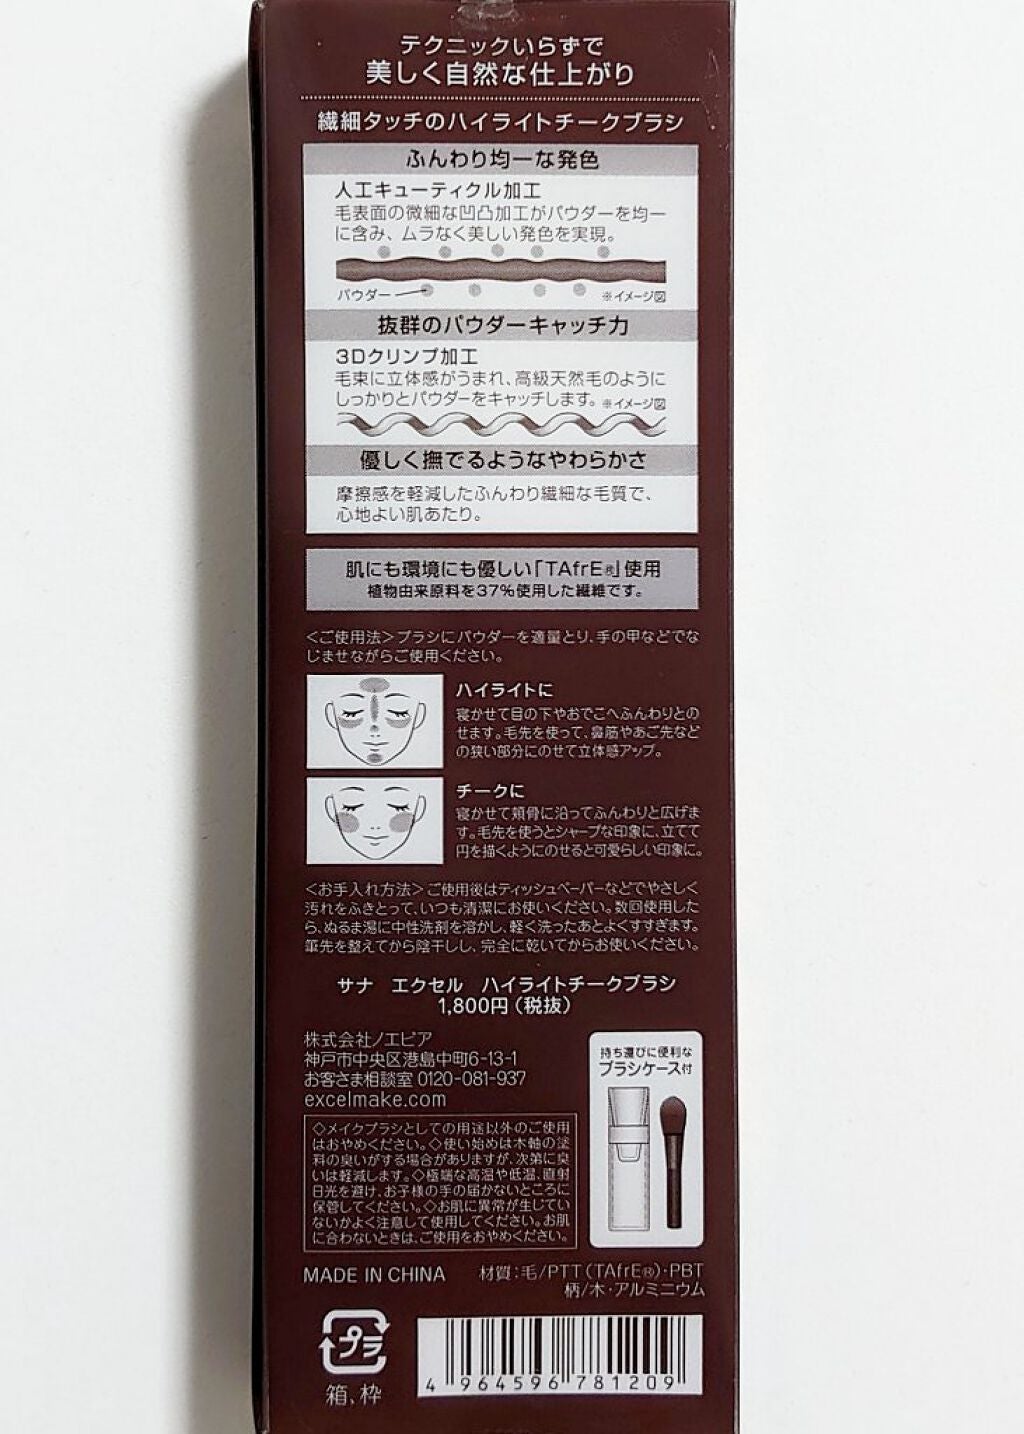 テクニックいらずで
美しく自然な仕上がり
繊細タッチのハイライトチークブラシ
ふんわり均一な発色
人工キューティクル加工
毛表面の微細な凹凸加工がパウダーを均一
に含み、ムラなく美しい発色を実現。
パウダー
※イメージ図
抜群のパウダーキャッチ力
3Dクリンプ加工
毛束に立体感がうまれ、高級天然毛のように
しっかりとパウダーをキャッチします。※イメージ図
優しく撫でるようなやわらかさ
摩擦感を軽減したふんわり繊細な毛質で、
心地よい肌あたり。
肌にも環境にも優しい「TAfrE®」使用
植物由来原料を37%使用した繊維です。
＜ご使用法＞ブラシにパウダーを適量とり、手の甲などでな
じませながらご使用ください。
ハイライトに
寝かせて目の下やおでこへふんわりとの
せます。毛先を使って、鼻筋やあご先など
の狭い部分にのせて立体感アップ。
チークに
寝かせて頬骨に沿ってふんわりと広げま
す。毛先を使うとシャープな印象に、立てて
円を描くようにのせると可愛らしい印象に。
＜お手入れ方法＞ご使用後はティッシュペーパーなどでやさしく
汚れをふきとって、いつも清潔にお使いください。数回使用した
ら、ぬるま湯に中性洗剤を溶かし、軽く洗ったあとよくすすぎます。
筆先を整えてから陰干しし、完全に乾いてからお使いください。
サナ エクセル ハイライトチークブラシ
1,800円（税抜）
株式会社ノエビア
神戸市中央区港島中町6-13-1
お客さま相談室 0120-081-937
excelmake.com
◇メイクブラシとしての用途以外のご使用
はおやめください。◇使い始めは木軸の塗
料の臭いがする場合がありますが、次第に臭
いは軽減します。◇極端な高温や低温、直射
日光を避け、お子様の手の届かないところに
保管してください。◇お肌に異常が生じてい
ないかよく注意して使用してください。お肌
に合わないときは、ご使用をおやめください。
持ち運びに便利な
ブラシケース付
MADE IN CHINA
材質：毛/PTT（TAfrE®）・PBT
柄/木・アルミニウム
プラ
箱、枠
4 964596 781209